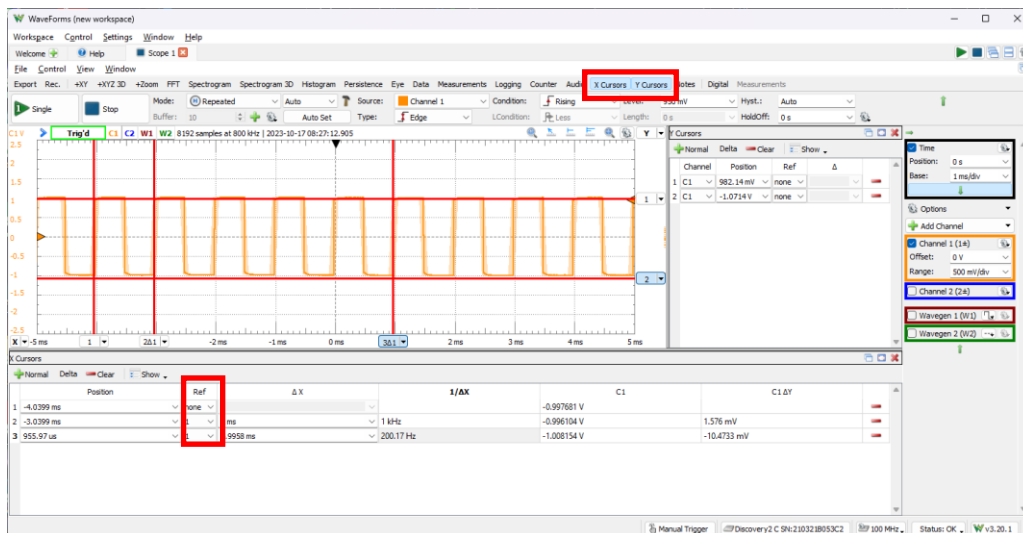 WaveForms (new workspace)
Workspace Control Settings Window Help
Welcome Help Scope 1
File Control View Window
Export Rec. +XY +XYZ 3D +Zoom FFT Spectrogram Spectrogram 3D Histogram Persistence Eye Data Measurements Logging Counter Audio X Cursors Y Cursors Notes Digital Measurements
Single Stop Mode: Repeated Auto Source: Channel 1 Condition: Rising Level: 950 mV Hyst.: Auto
Buffer: 10 Auto Set Type: Edge LCondition: Less Length: 0 s HoldOff: 0 s
C1 V Trig'd C1 C2 W1 W2 8192 samples at 800 kHz | 2023-10-17 08:27:12.905 Y
2.5
2
1.5
1
0.5
0
-0.5
-1
-1.5
-2
-2.5
1
2
X -5 ms 1 2Δ1 -2 ms -1 ms 0 ms 3Δ1 2 ms 3 ms 4 ms 5 ms
Y Cursors
Normal Delta Clear Show
Channel Position Ref Δ
1 C1 982.14 mV none
2 C1 -1.0714 V none
Time
Position: 0 s
Base: 1 ms/div
Options
Add Channel
Channel 1 (1±)
Offset: 0 V
Range: 500 mV/div
Channel 2 (2±)
Wavegen 1 (W1)
Wavegen 2 (W2)
X Cursors
Normal Delta Clear Show
Position Ref Δ X 1/ΔX C1 C1 ΔY
1 -4.0399 ms none -0.997681 V
2 -3.0399 ms 1 ms 1 kHz -0.996104 V 1.576 mV
3 955.97 us 1 .9958 ms 200.17 Hz -1.008154 V -10.4733 mV
Manual Trigger Discovery2 C SN:210321B053C2 100 MHz Status: OK v3.20.1